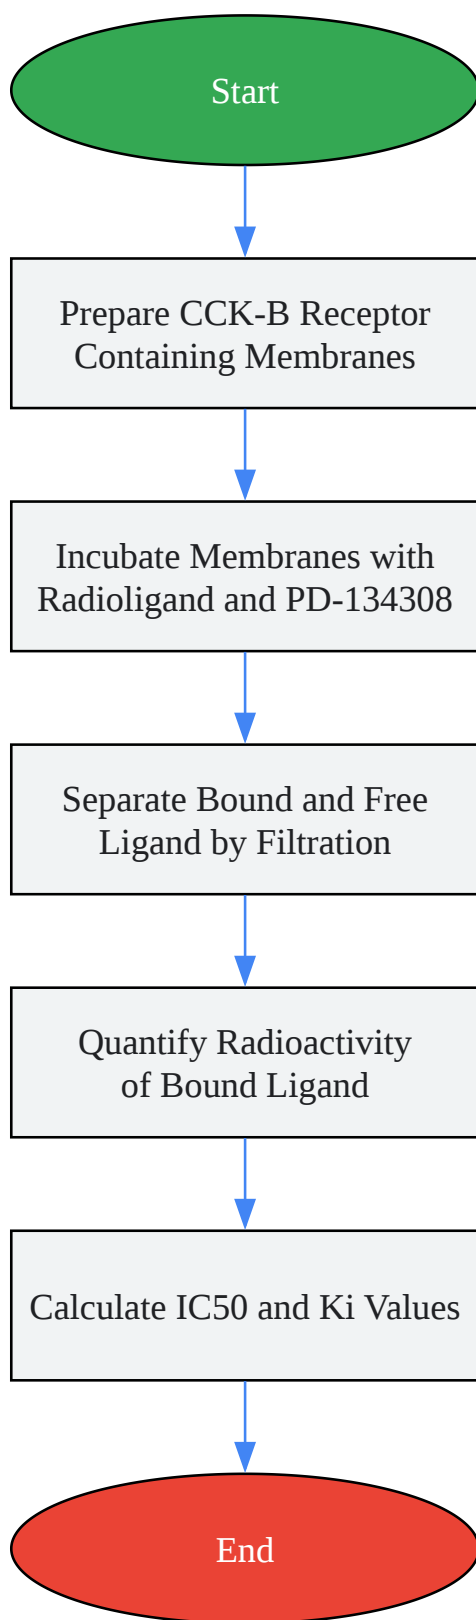 Start
Prepare CCK-B Receptor
Containing Membranes
Incubate Membranes with
Radioligand and PD-134308
Separate Bound and Free
Ligand by Filtration
Quantify Radioactivity
of Bound Ligand
Calculate IC50 and Ki Values
End